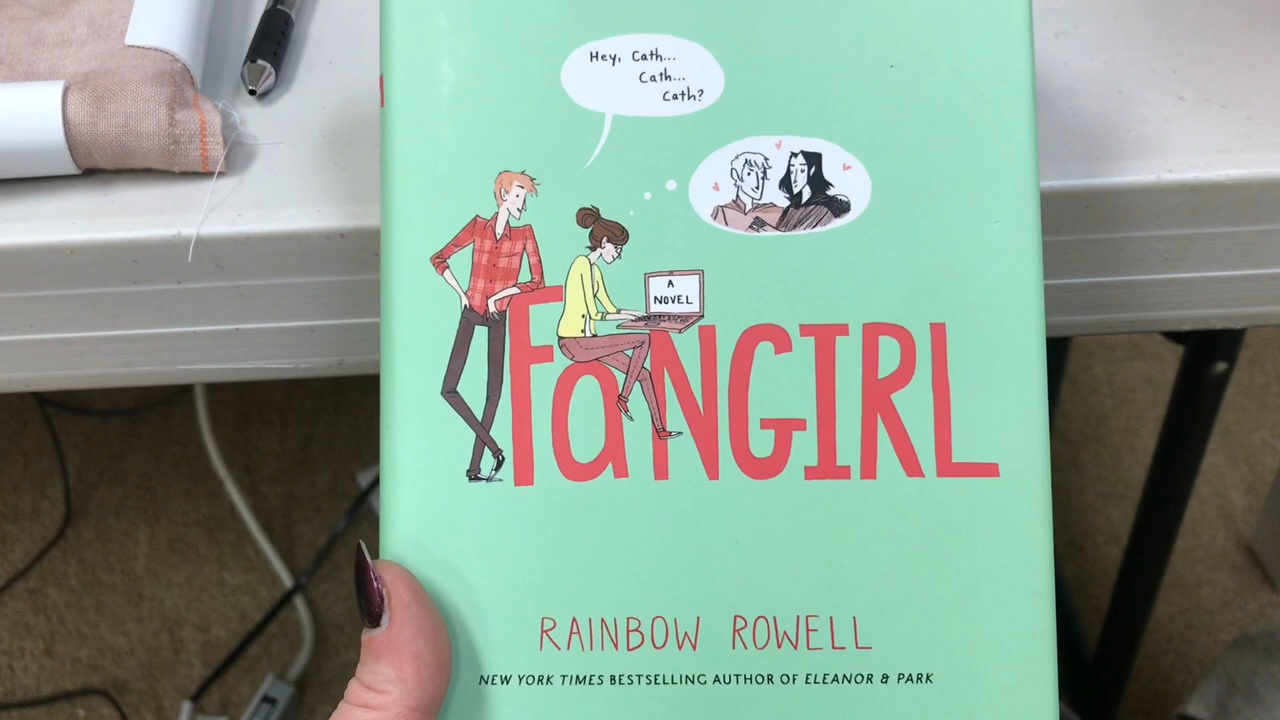 Hey, Cath...
Cath...
Cath?
A
NOVEL
FaNGIRL
RAINBOW ROWELL
NEW YORK TIMES BESTSELLING AUTHOR OF ELEANOR & PARK